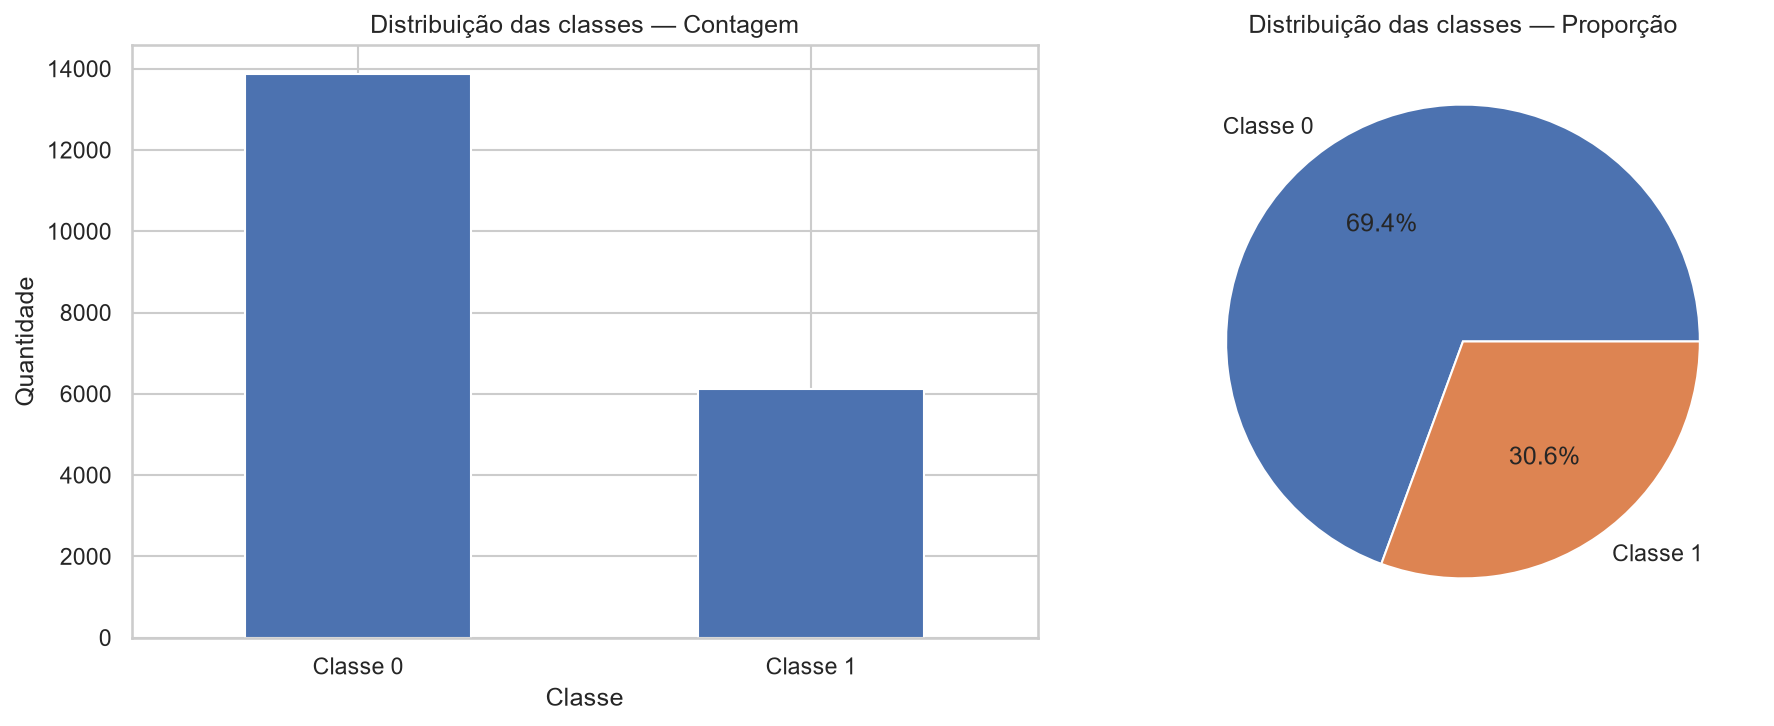 Distribuição das classes — Contagem
14000
12000
10000
8000
6000
4000
2000
0
Quantidade
Classe 0
Classe 1
Classe
Distribuição das classes — Proporção
Classe 0
69.4%
30.6%
Classe 1